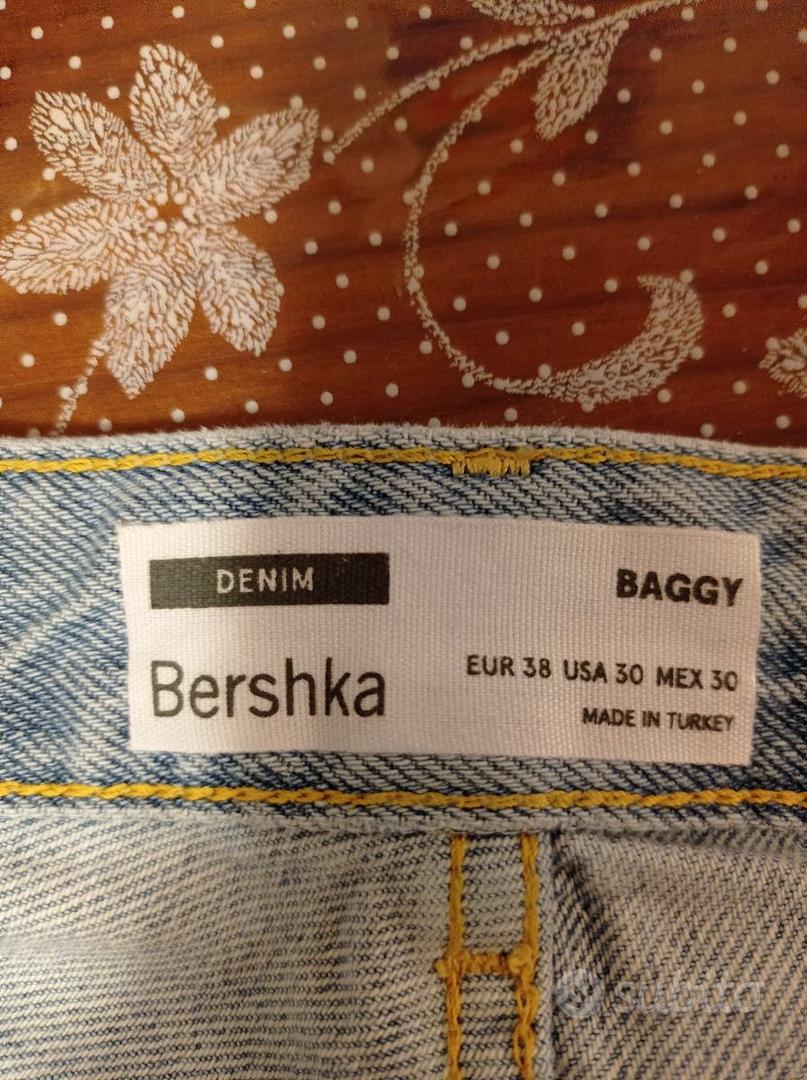 DENIM
BAGGY
Bershka
EUR 38 USA 30 MEX 30
MADE IN TURKEY
subito